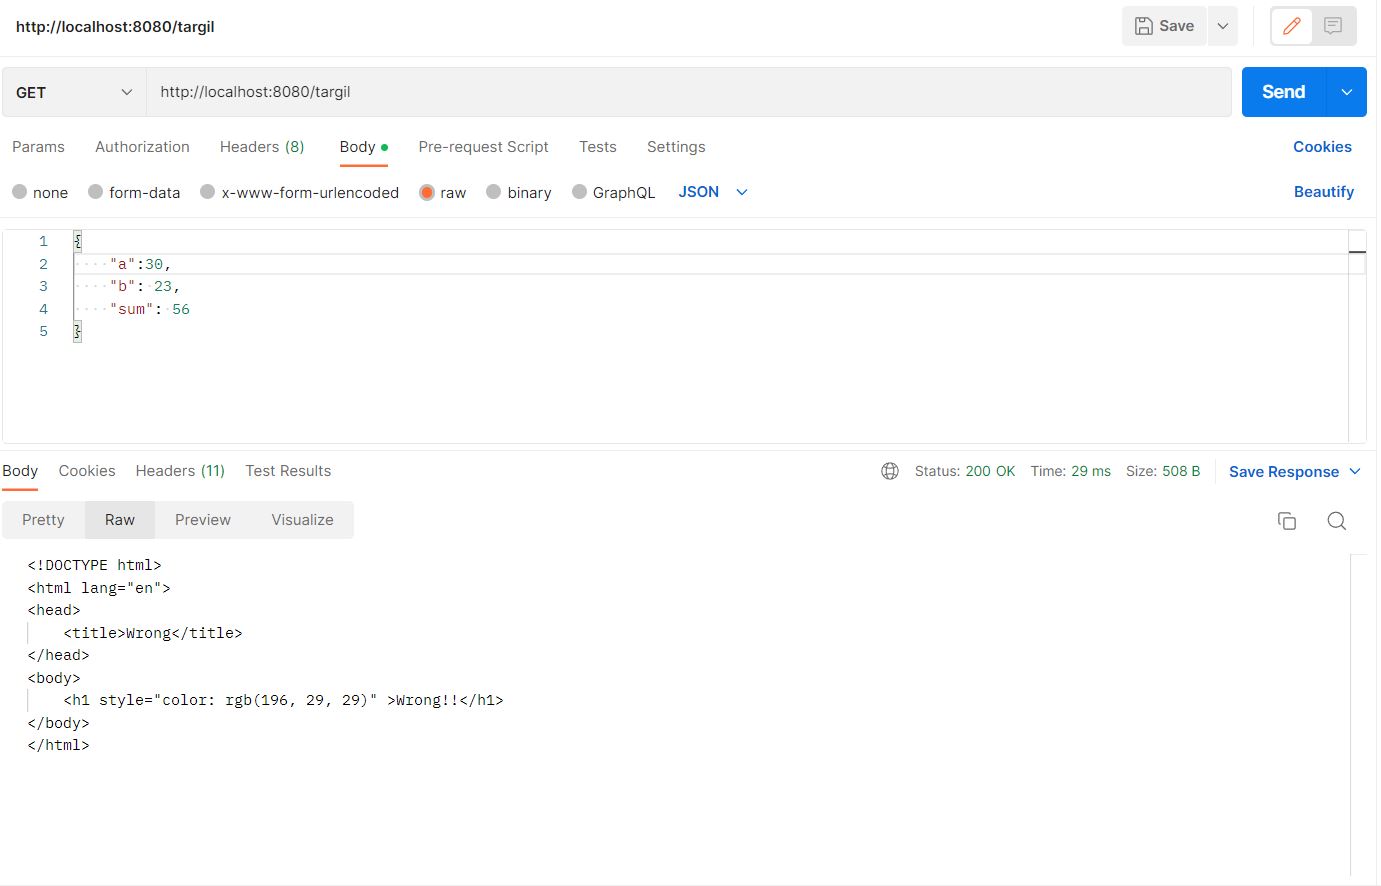 http://localhost:8080/targil
Save
GET http://localhost:8080/targil Send
Params Authorization Headers (8) Body Pre-request Script Tests Settings Cookies
none form-data x-www-form-urlencoded raw binary GraphQL JSON Beautify
1 {
2 "a":30,
3 "b": 23,
4 "sum": 56
5 }
Body Cookies Headers (11) Test Results Status: 200 OK Time: 29 ms Size: 508 B Save Response
Pretty Raw Preview Visualize
<!DOCTYPE html>
<html lang="en">
<head>
<title>Wrong</title>
</head>
<body>
<h1 style="color: rgb(196, 29, 29)" >Wrong!!</h1>
</body>
</html>